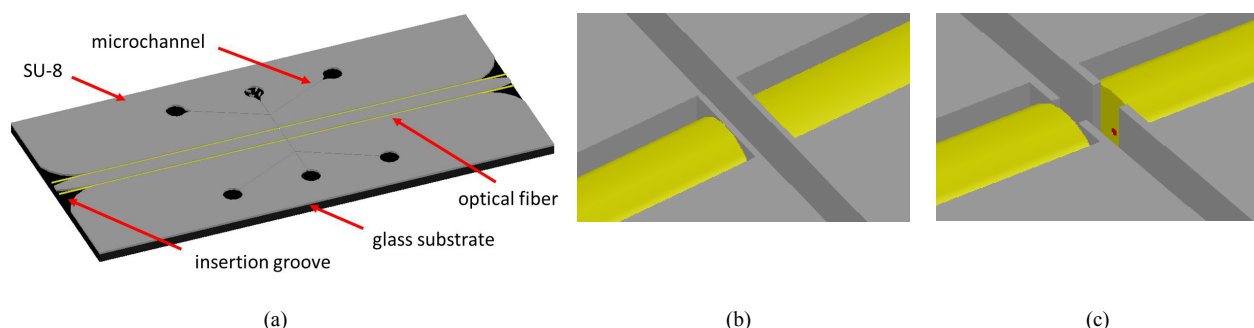 microchannel
SU-8
optical fiber
glass substrate
insertion groove
(a)
(b)
(c)